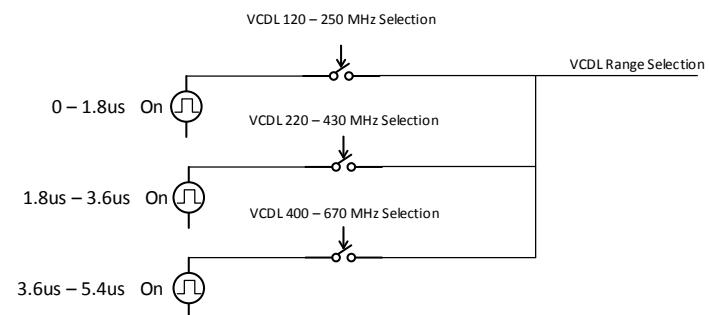 VCDL 120 – 250 MHz Selection
VCDL Range Selection
0 – 1.8us On
VCDL 220 – 430 MHz Selection
1.8us – 3.6us On
VCDL 400 – 670 MHz Selection
3.6us – 5.4us On